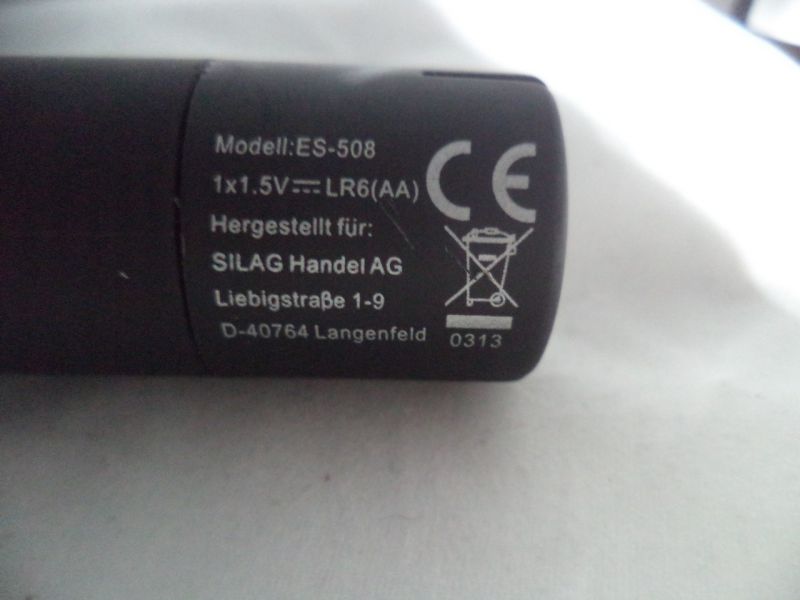 Modell:ES-508
1x1.5V⎓LR6(AA)
Hergestellt für:
SILAG Handel AG
Liebigstraße 1-9
D-40764 Langenfeld
CE
0313